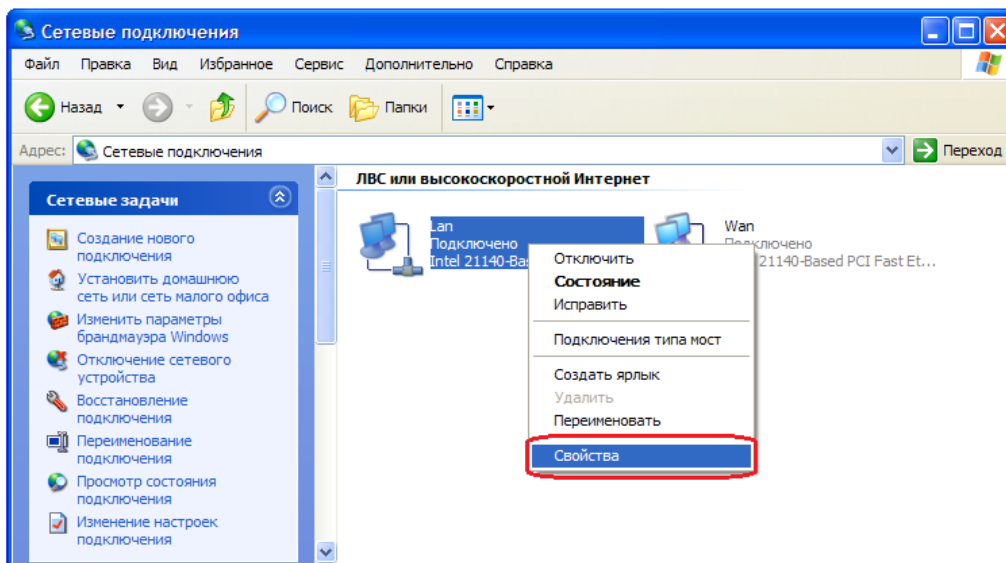 Сетевые подключения
Файл Правка Вид Избранное Сервис Дополнительно Справка
Назад Поиск Папки
Адрес: Сетевые подключения Переход
Сетевые задачи
Создание нового
подключения
Установить домашнюю
сеть или сеть малого офиса
Изменить параметры
брандмауэра Windows
Отключение сетевого
устройства
Восстановление
подключения
Переименование
подключения
Просмотр состояния
подключения
Изменение настроек
подключения
ЛВС или высокоскоростной Интернет
Lan
Подключено
Intel 21140-Bas
Wan
Подключено
21140-Based PCI Fast Et...
Отключить
Состояние
Исправить
Подключения типа мост
Создать ярлык
Удалить
Переименовать
Свойства